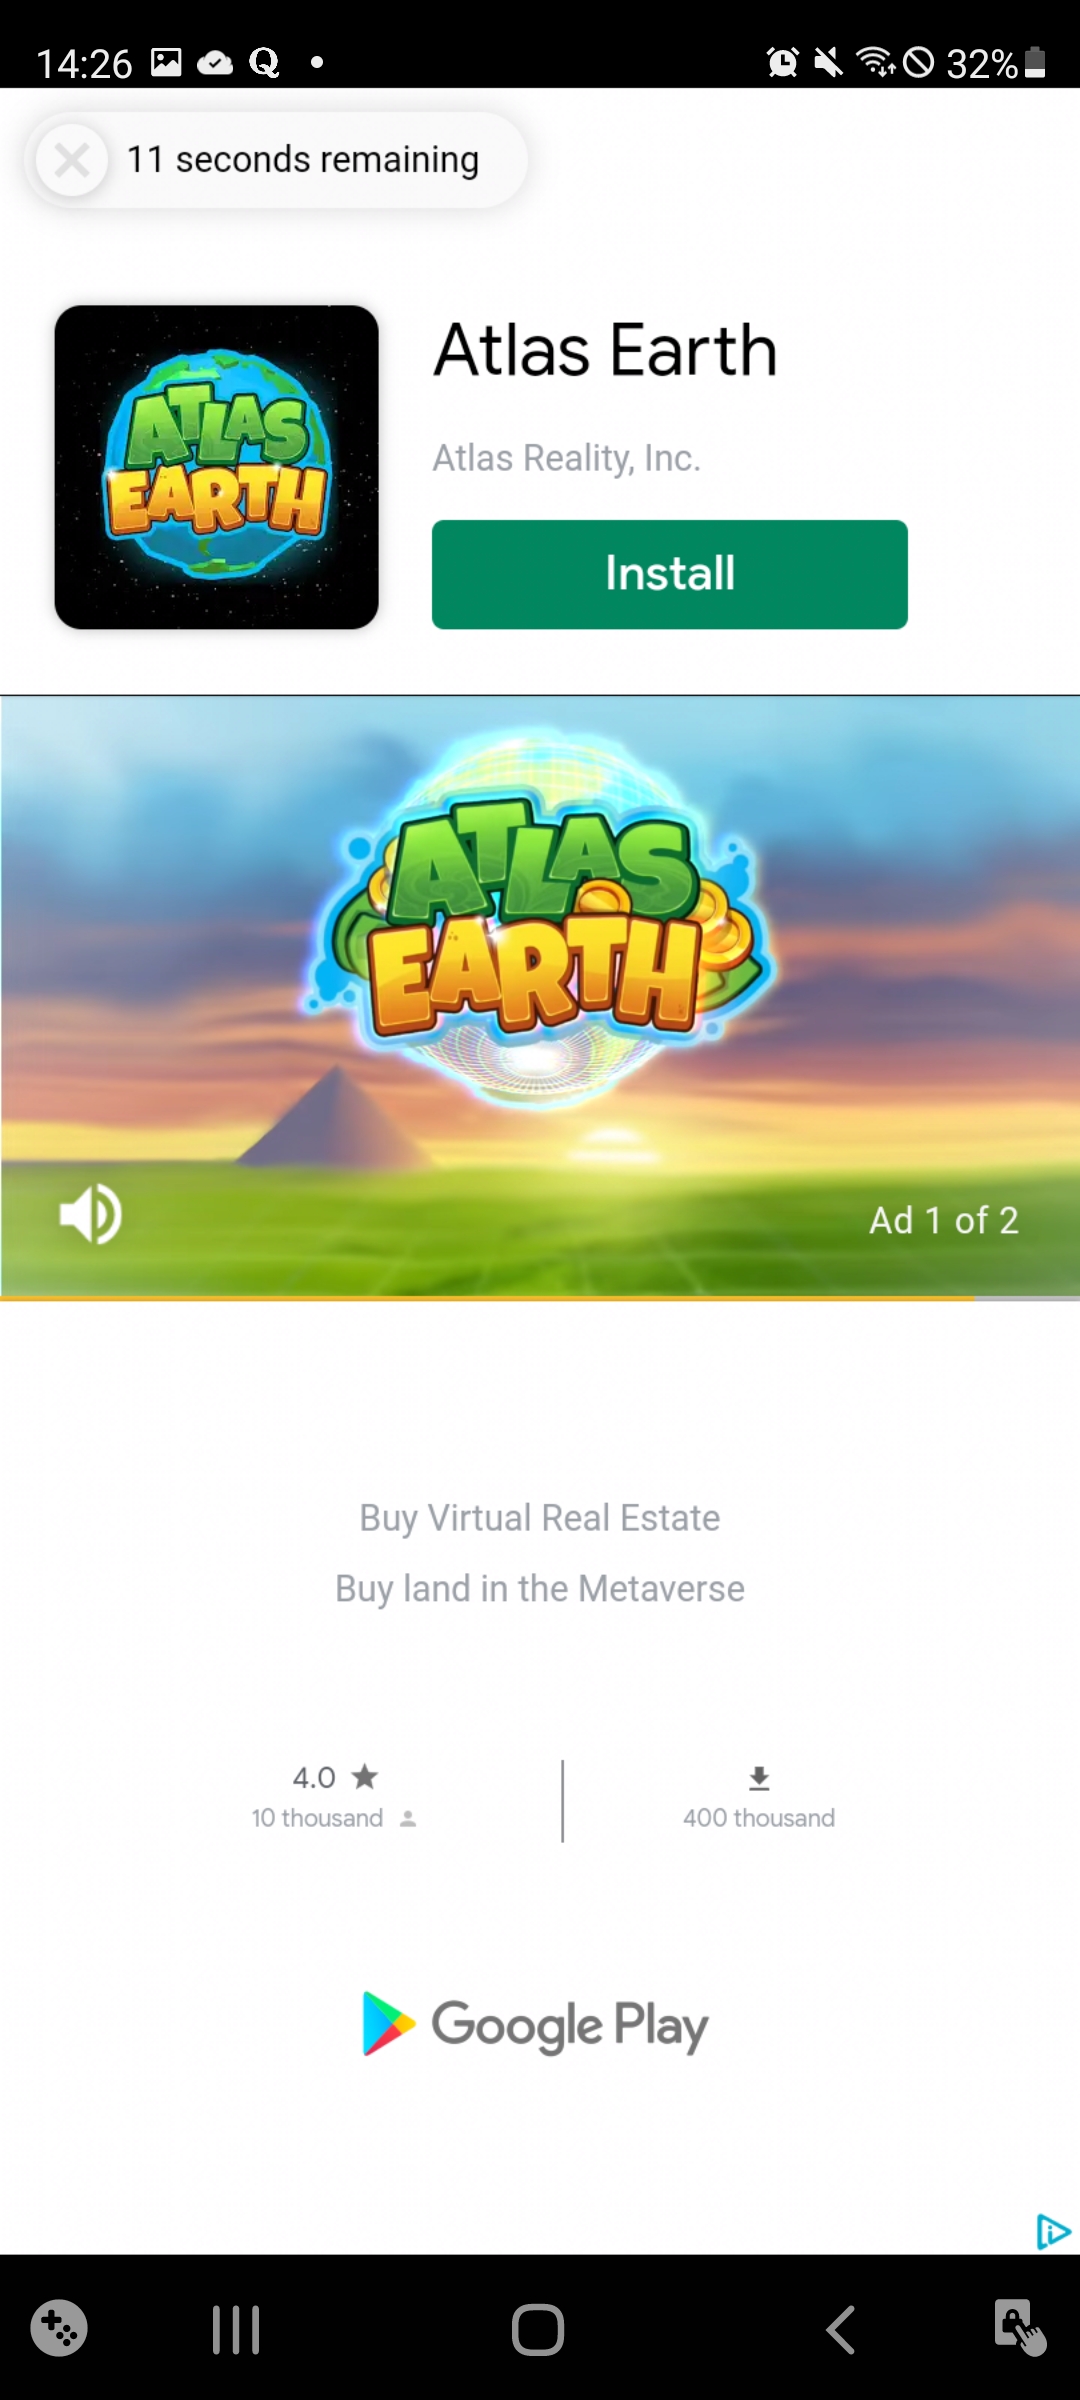 14:26
32%
11 seconds remaining
ATLAS
EARTH
Atlas Earth
Atlas Reality, Inc.
Install
ATLAS
EARTH
Ad 1 of 2
Buy Virtual Real Estate
Buy land in the Metaverse
4.0
10 thousand
400 thousand
Google Play